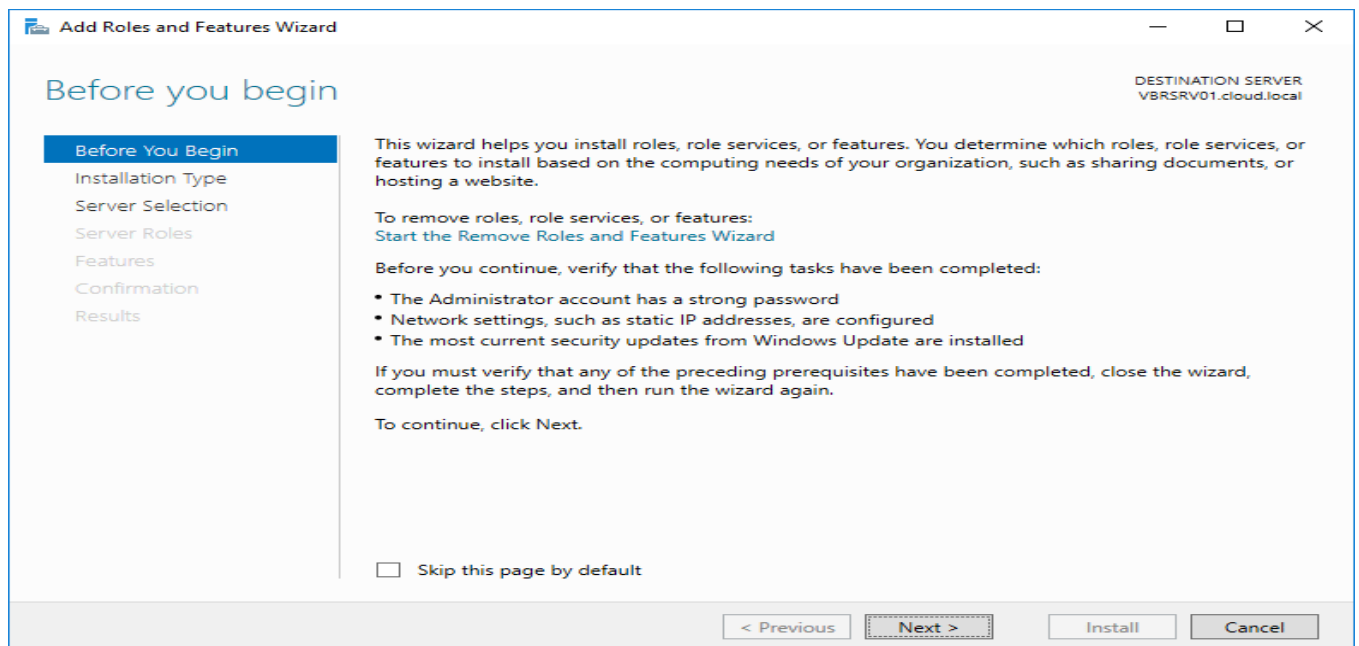 Add Roles and Features Wizard
Before you begin
DESTINATION SERVER
VBRSRV01.cloud.local
Before You Begin
Installation Type
Server Selection
Server Roles
Features
Confirmation
Results
This wizard helps you install roles, role services, or features. You determine which roles, role services, or
features to install based on the computing needs of your organization, such as sharing documents, or
hosting a website.
To remove roles, role services, or features:
Start the Remove Roles and Features Wizard
Before you continue, verify that the following tasks have been completed:
• The Administrator account has a strong password
• Network settings, such as static IP addresses, are configured
• The most current security updates from Windows Update are installed
If you must verify that any of the preceding prerequisites have been completed, close the wizard,
complete the steps, and then run the wizard again.
To continue, click Next.
Skip this page by default
< Previous
Next >
Install
Cancel